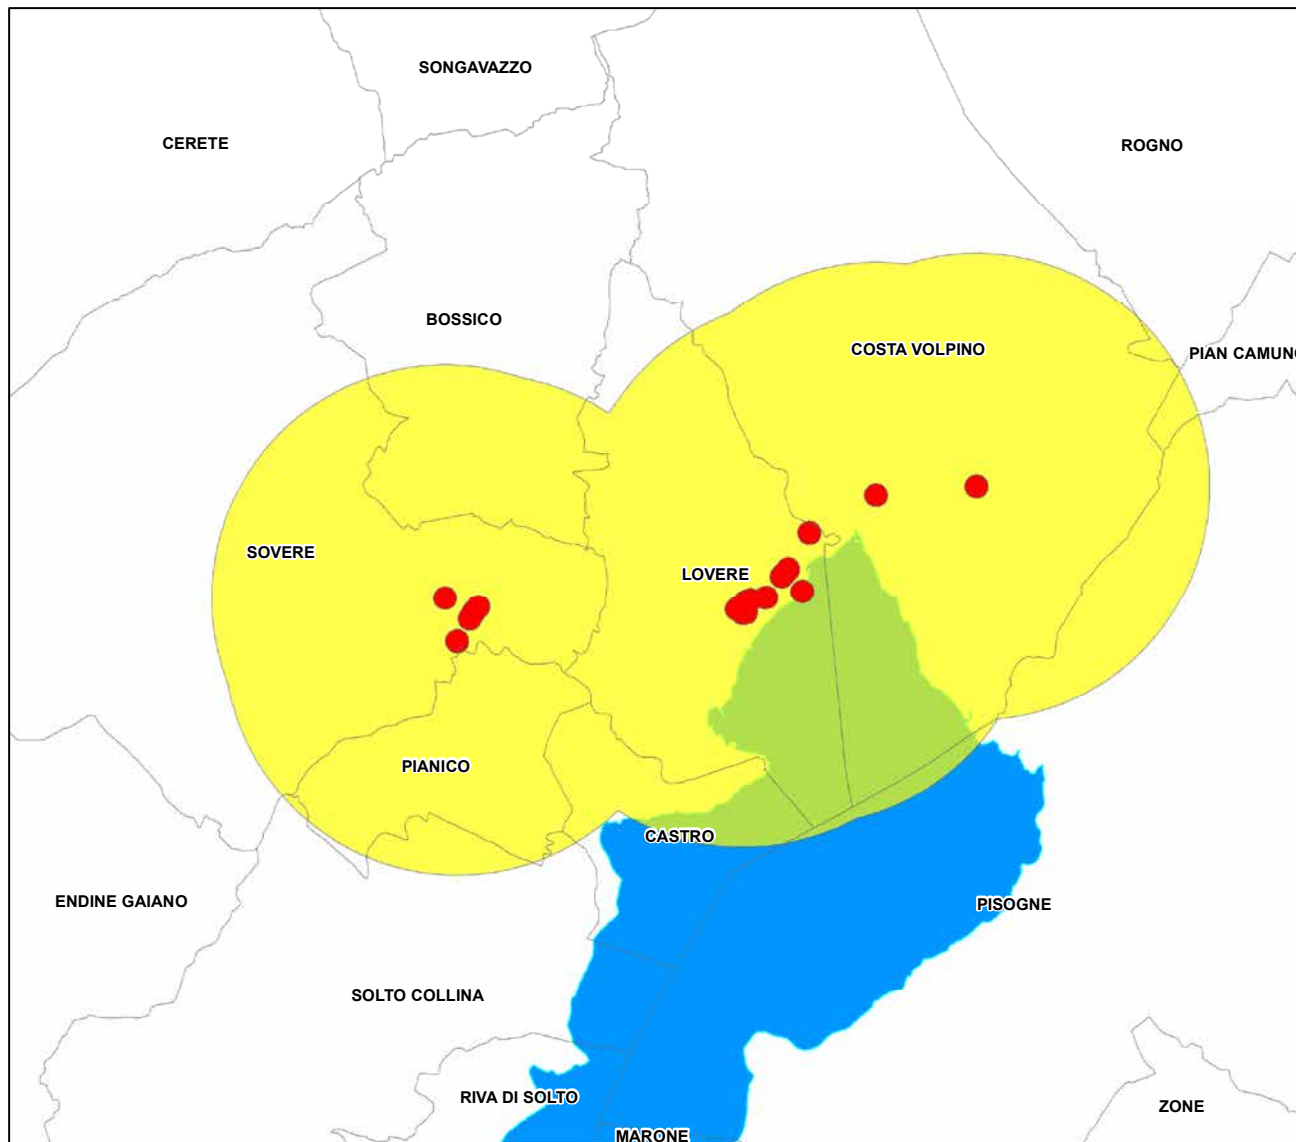 SONGAVAZZO
CERETE
ROGNO
BOSSICO
COSTA VOLPINO
PIAN CAMUNO
SOVERE
LOVERE
PIANICO
CASTRO
ENDINE GAIANO
PISOGNE
SOLTO COLLINA
RIVA DI SOLTO
ZONE
MARONE